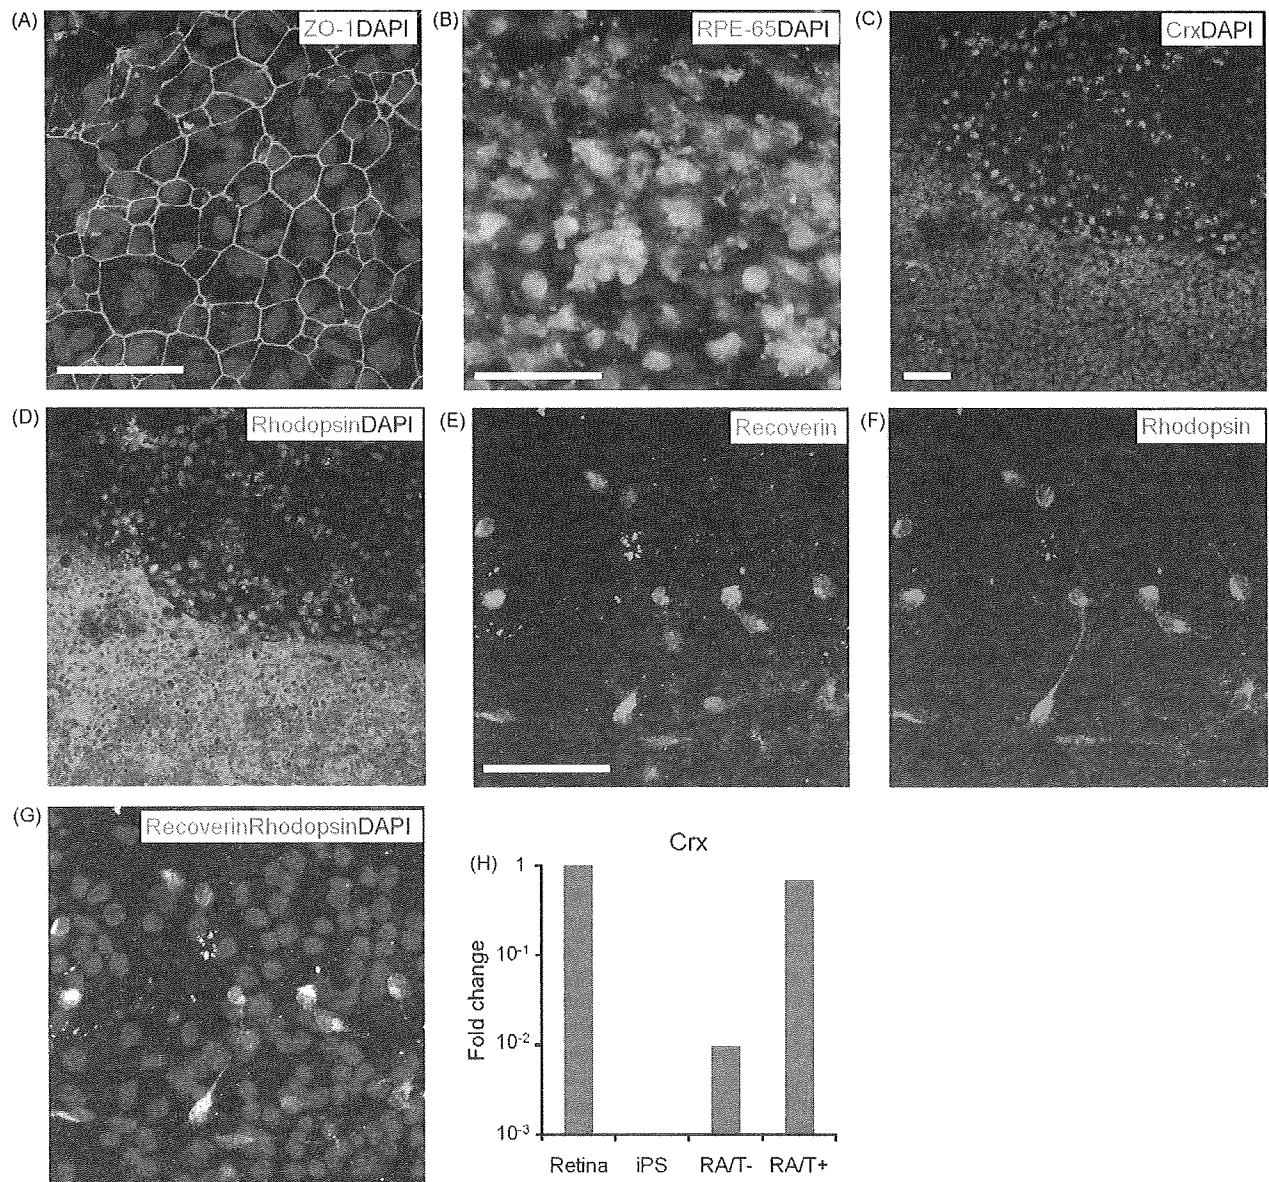 (A) ZO-1DAPI
(B) RPE-65DAPI
(C) CrxDAPI
(D) RhodopsinDAPI
(E) Recoverin
(F) Rhodopsin
(G) RecoverinRhodopsinDAPI
(H) Crx
Fold change
1
10-1
10-2
10-3
Retina iPS RA/T- RA/T+